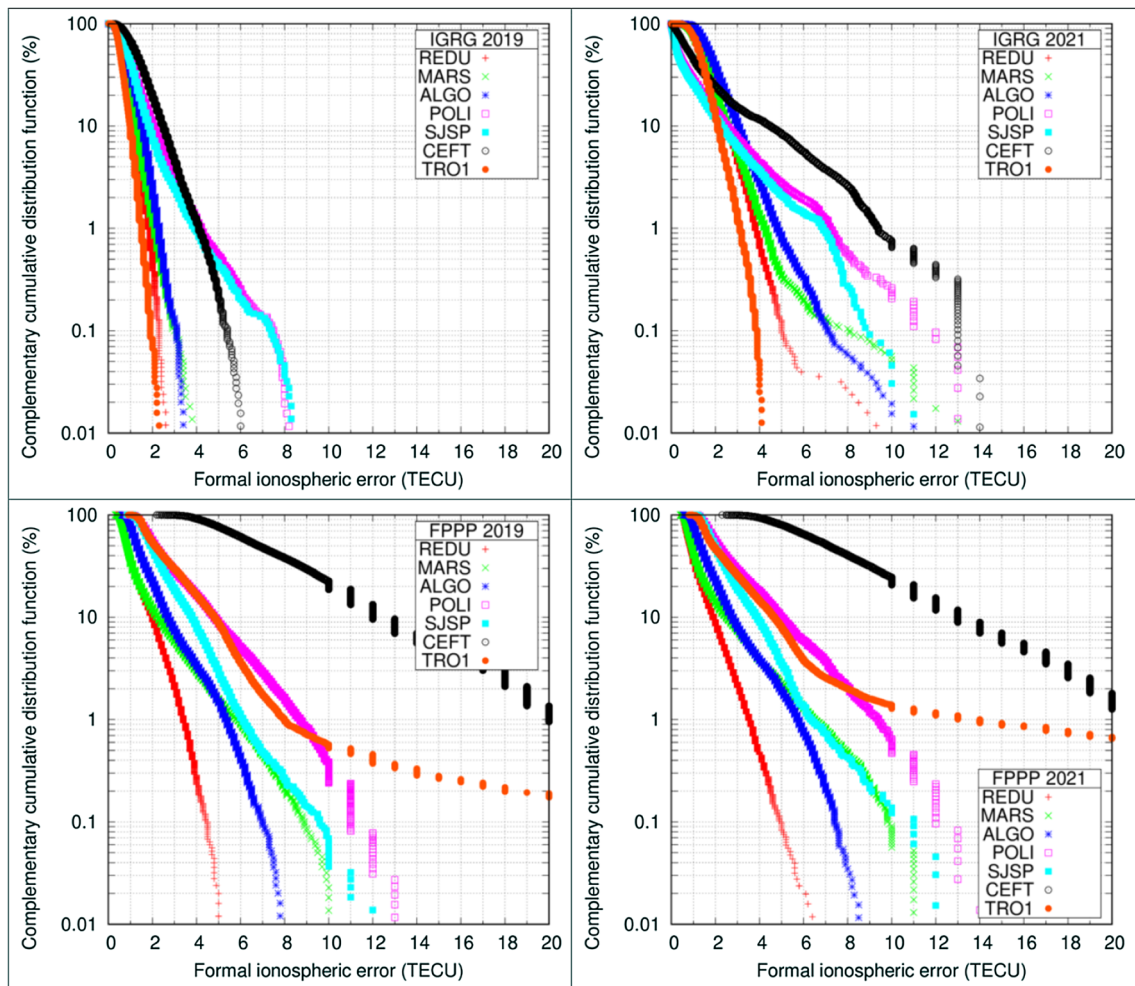 Complementary cumulative distribution function (%)
100
10
1
0.1
0.01
IGRG 2019
REDU
MARS
ALGO
POLI
SJSP
CEFT
TRO1
0 2 4 6 8 10 12 14 16 18 20
Formal ionospheric error (TECU)
Complementary cumulative distribution function (%)
100
10
1
0.1
0.01
IGRG 2021
REDU
MARS
ALGO
POLI
SJSP
CEFT
TRO1
0 2 4 6 8 10 12 14 16 18 20
Formal ionospheric error (TECU)
Complementary cumulative distribution function (%)
100
10
1
0.1
0.01
FPPP 2019
REDU
MARS
ALGO
POLI
SJSP
CEFT
TRO1
0 2 4 6 8 10 12 14 16 18 20
Formal ionospheric error (TECU)
Complementary cumulative distribution function (%)
100
10
1
0.1
0.01
FPPP 2021
REDU
MARS
ALGO
POLI
SJSP
CEFT
TRO1
0 2 4 6 8 10 12 14 16 18 20
Formal ionospheric error (TECU)